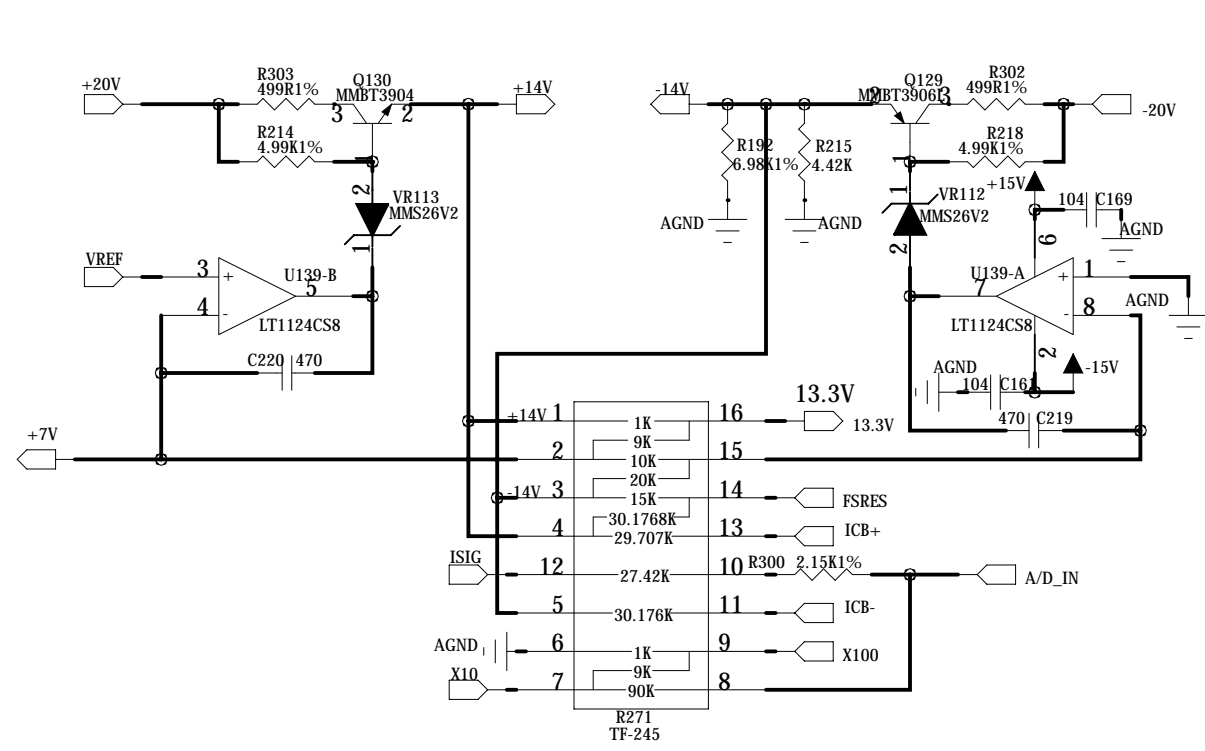 +20V
R303
499R1%
Q130
MMBT3904
3
2
1
+14V
R214
4.99K1%
2
VR113
MMS26V2
1
VREF
3
+
4
-
U139-B
5
LT1124CS8
C220
470
+7V
-14V
Q129
2
3
1
R302
499R1%
-20V
R218
4.99K1%
R192
6.98K1%
R215
4.42K
AGND
AGND
1
VR112
MMS26V2
2
+15V
104
C169
AGND
6
U139-A
7
+
1
-
8
LT1124CS8
AGND
2
-15V
AGND
104
470
C219
13.3V
13.3V
+14V
1
1K
16
9K
2
10K
15
20K
-14V
3
15K
14
FSRES
30.1768K
4
29.707K
13
ICB+
ISIG
12
27.42K
10
R300
2.15K1%
A/D_IN
5
30.176K
11
ICB-
AGND
6
1K
9
X100
9K
X10
7
90K
8
R271
TF-245